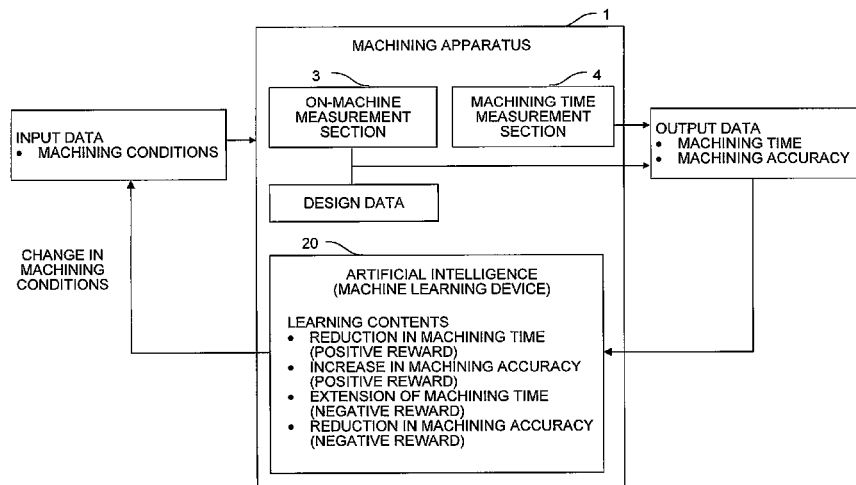 1
MACHINING APPARATUS
3
4
ON-MACHINE
MEASUREMENT
SECTION
MACHINING TIME
MEASUREMENT
SECTION
INPUT DATA
• MACHINING CONDITIONS
OUTPUT DATA
• MACHINING TIME
• MACHINING ACCURACY
DESIGN DATA
CHANGE IN
MACHINING
CONDITIONS
20
ARTIFICIAL INTELLIGENCE
(MACHINE LEARNING DEVICE)
LEARNING CONTENTS
• REDUCTION IN MACHINING TIME
(POSITIVE REWARD)
• INCREASE IN MACHINING ACCURACY
(POSITIVE REWARD)
• EXTENSION OF MACHINING TIME
(NEGATIVE REWARD)
• REDUCTION IN MACHINING ACCURACY
(NEGATIVE REWARD)